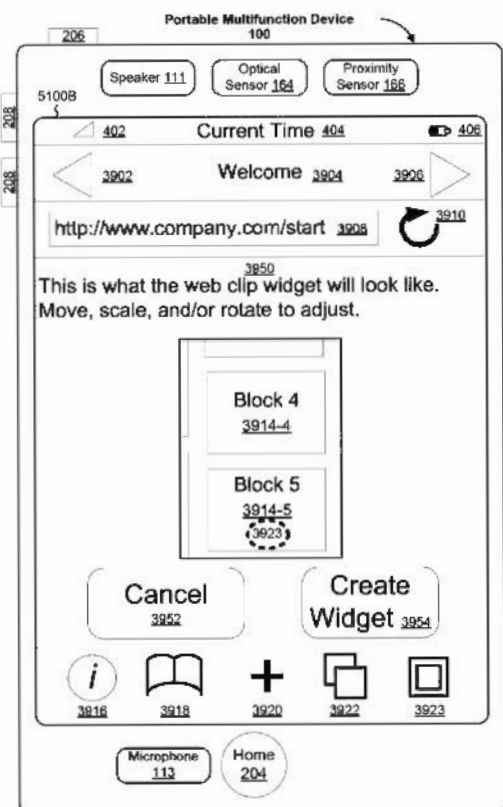 Portable Multifunction Device
100
206
Speaker 111
Optical
Sensor 164
Proximity
Sensor 166
5100B
208
208
402
Current Time 404
406
3902
Welcome 3904
3906
http://www.company.com/start 3908
3910
3950
This is what the web clip widget will look like.
Move, scale, and/or rotate to adjust.
Block 4
3914-4
Block 5
3914-5
3923
Cancel
3952
Create
Widget 3954
i
3916
3918
3920
3922
3923
Microphone
113
Home
204